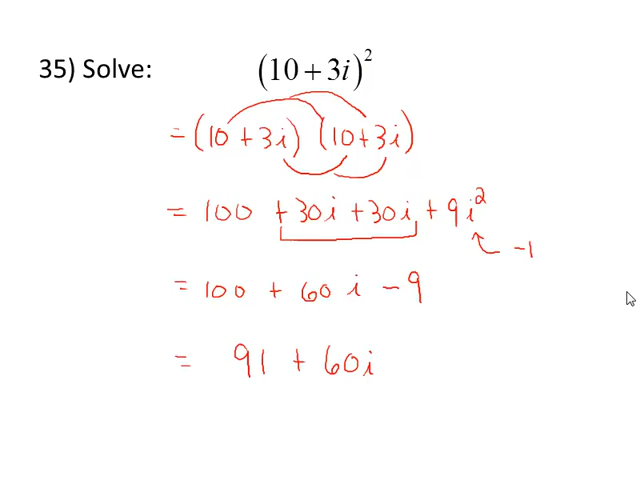 35) Solve: (10 + 3i)²
= (10 + 3i) (10 + 3i)
= 100 + 30i + 30i + 9i²
-1
= 100 + 60i - 9
= 91 + 60i